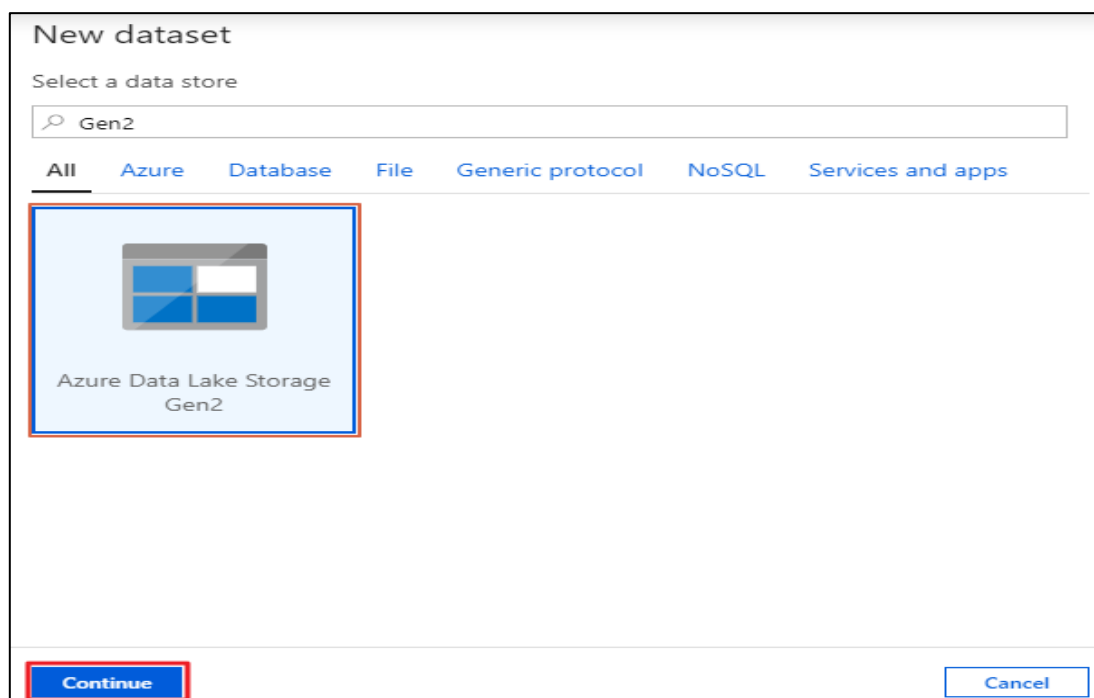 New dataset
Select a data store
Gen2
All Azure Database File Generic protocol NoSQL Services and apps
Azure Data Lake Storage
Gen2
Continue Cancel